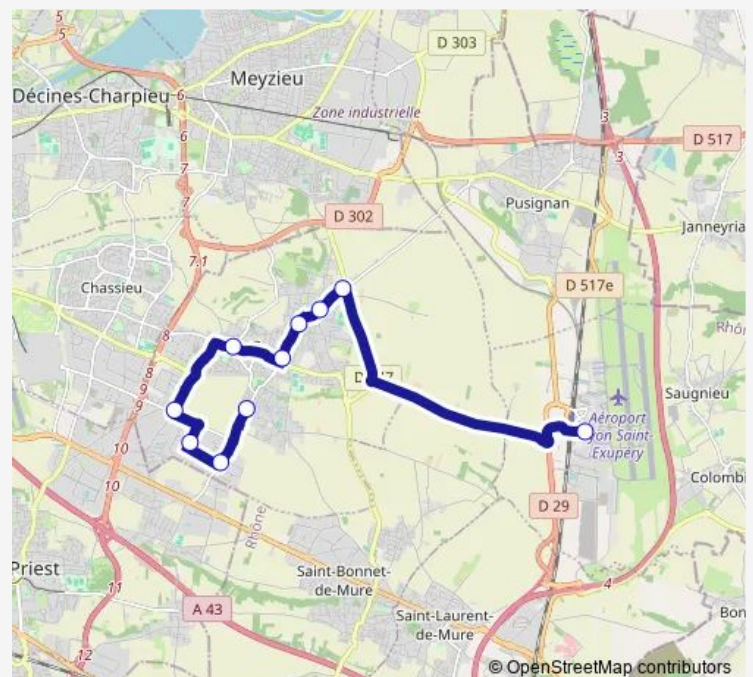 5
5
D 303
Meyzieu
Décines-Charpieu
6
Zone industrielle
3
6
D 517
3
7
7
Pusignan
D 302
Janneyria
7.1
Chassieu
D 517e
Rhôn
8
8
9
9
Saugnieu
Aéroport
yon Saint-
Exupéry
10
10
Colombi
D 29
Rhône
Priest
Saint-Bonnet-
de-Mure
4
11
A 43
Saint-Laurent-
de-Mure
Bon
12
© OpenStreetMap contributors